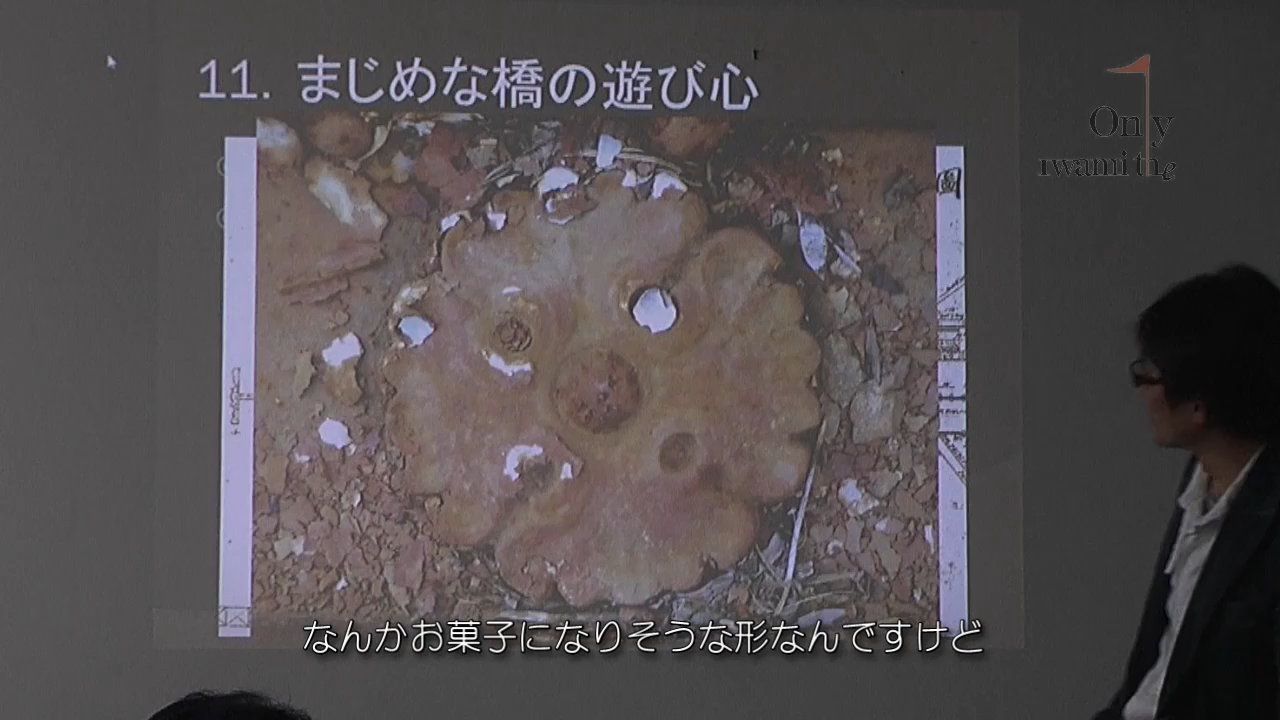 11. まじめな橋の遊び心
Only
iwami the
圖
なんかお菓子になりそうな形なんですけど